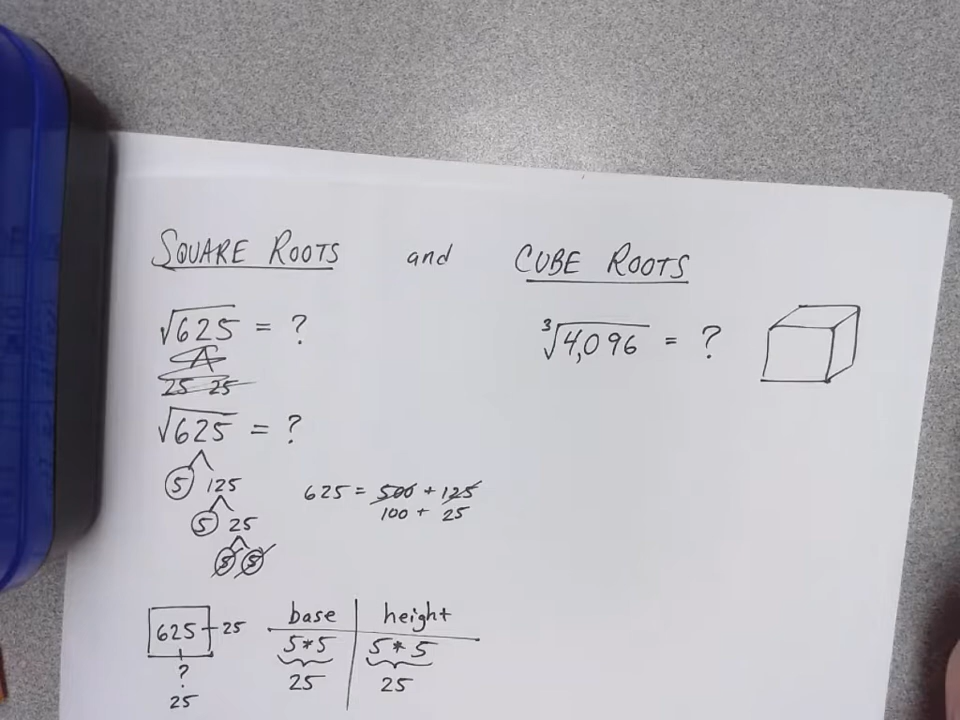 SQUARE ROOTS and CUBE ROOTS
√625 = ?
25 25
√625 = ?
5 125
5 25
5 5
625 = 500 + 125
100 + 25
625 25
?
25
base height
5*5 5*5
25 25
³√4,096 = ?